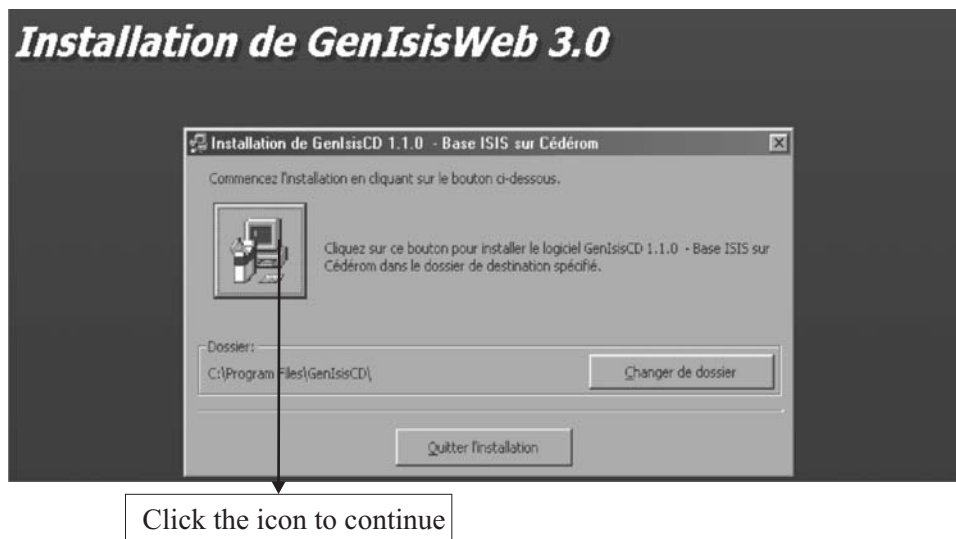 Installation de GenIsisWeb 3.0
Installation de GenIsisCD 1.1.0 - Base ISIS sur Cédérom
Commencez l'installation en cliquant sur le bouton ci-dessous.
Cliquez sur ce bouton pour installer le logiciel GenIsisCD 1.1.0 - Base ISIS sur
Cédérom dans le dossier de destination spécifié.
Dossier:
C:\Program Files\GenIsisCD\
Changer de dossier
Quitter l'installation
Click the icon to continue